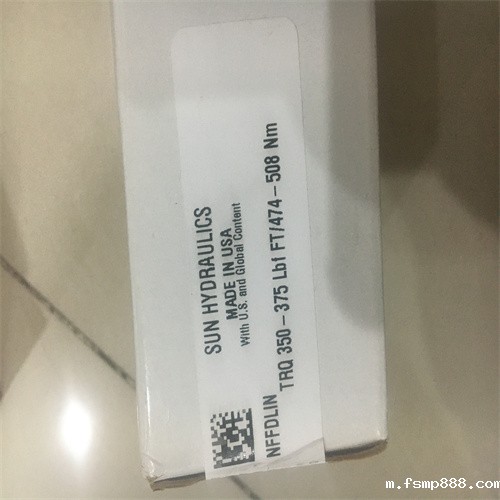 SUN HYDRAULICS
MADE IN USA
With U.S. and Global Content
NFFDLIN
TRQ 350-375 Lbf FT/474-508 Nm
m.fsmp888.com